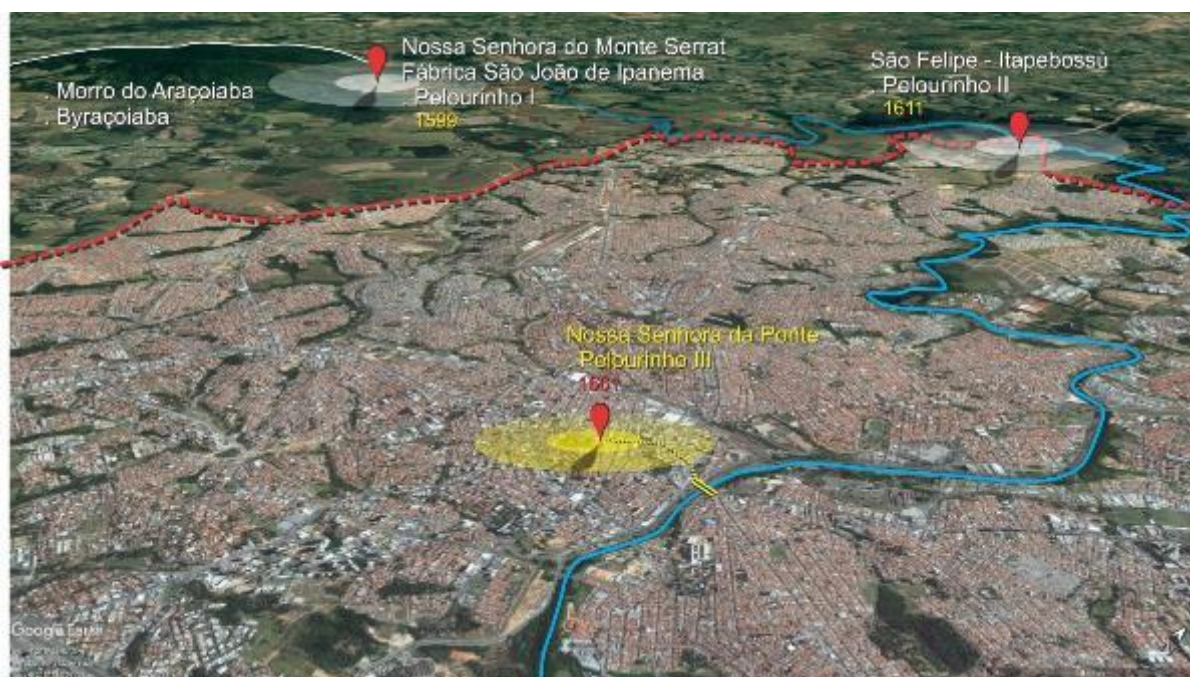 Nossa Senhora do Monte Serrat
Fábrica São João de Ipanema
. Pelourinho I
1599
. Morro do Araçoiaba
. Byraçoiaba
São Felipe - Itapebossú
. Pelourinho II
1611
Nossa Senhora da Ponte
. Pelourinho III
1661
Google Earth